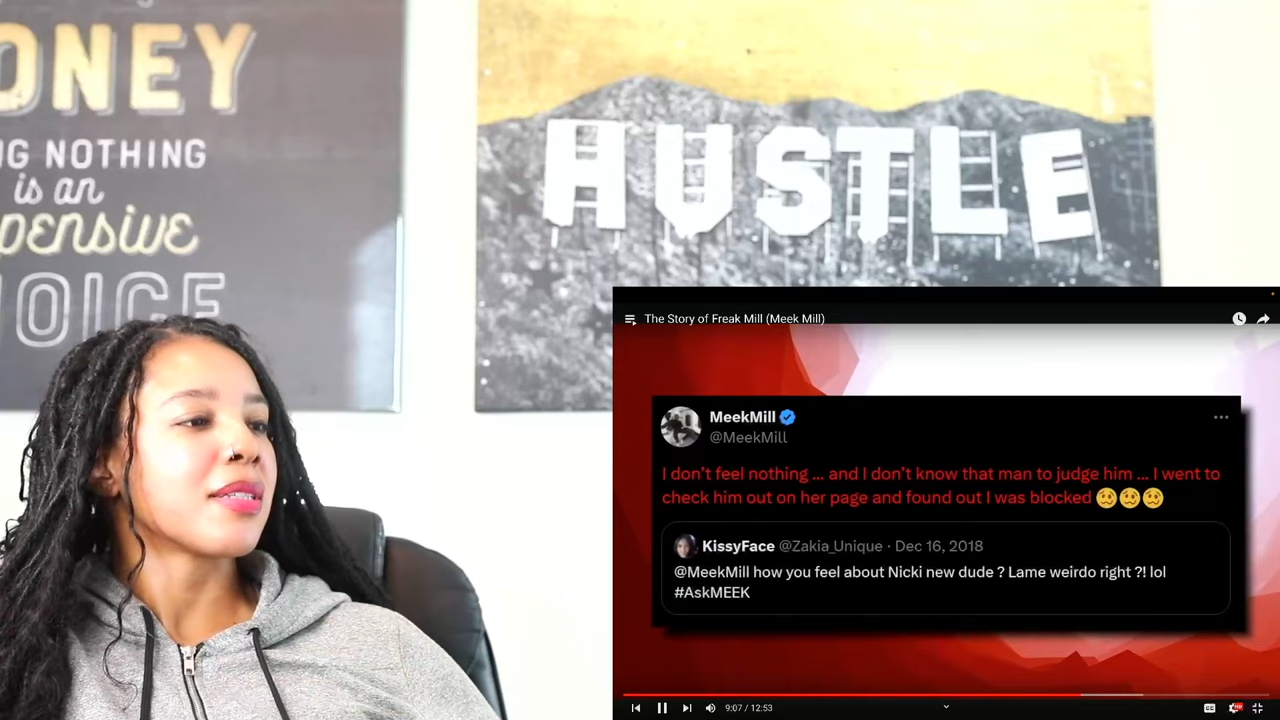 ONEY
G NOTHING
is an
pensive
OICE
HUSTLE
The Story of Freak Mill (Meek Mill)
MeekMill
@MeekMill
I don't feel nothing ... and I don't know that man to judge him ... I went to
check him out on her page and found out I was blocked 🥴🥴🥴
KissyFace @Zakia_Unique · Dec 16, 2018
@MeekMill how you feel about Nicki new dude ? Lame weirdo right ?! lol
#AskMEEK
9:07 / 12:53
CC
HD